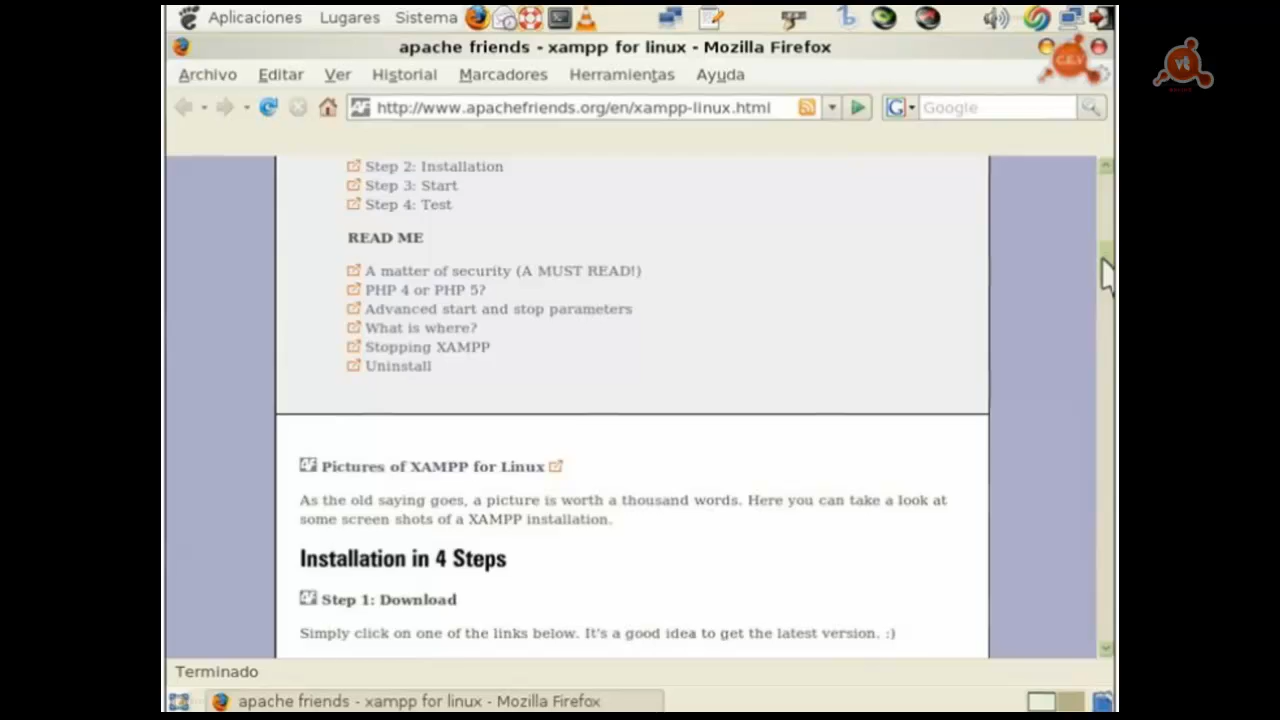 Aplicaciones Lugares Sistema
apache friends - xampp for linux - Mozilla Firefox
C.E.V
vt
Archivo Editar Ver Historial Marcadores Herramientas Ayuda
http://www.apachefriends.org/en/xampp-linux.html
G Google
Step 2: Installation
Step 3: Start
Step 4: Test
READ ME
A matter of security (A MUST READ!)
PHP 4 or PHP 5?
Advanced start and stop parameters
What is where?
Stopping XAMPP
Uninstall
Pictures of XAMPP for Linux
As the old saying goes, a picture is worth a thousand words. Here you can take a look at
some screen shots of a XAMPP installation.
Installation in 4 Steps
Step 1: Download
Simply click on one of the links below. It's a good idea to get the latest version. :)
Terminado
apache friends - xampp for linux - Mozilla Firefox